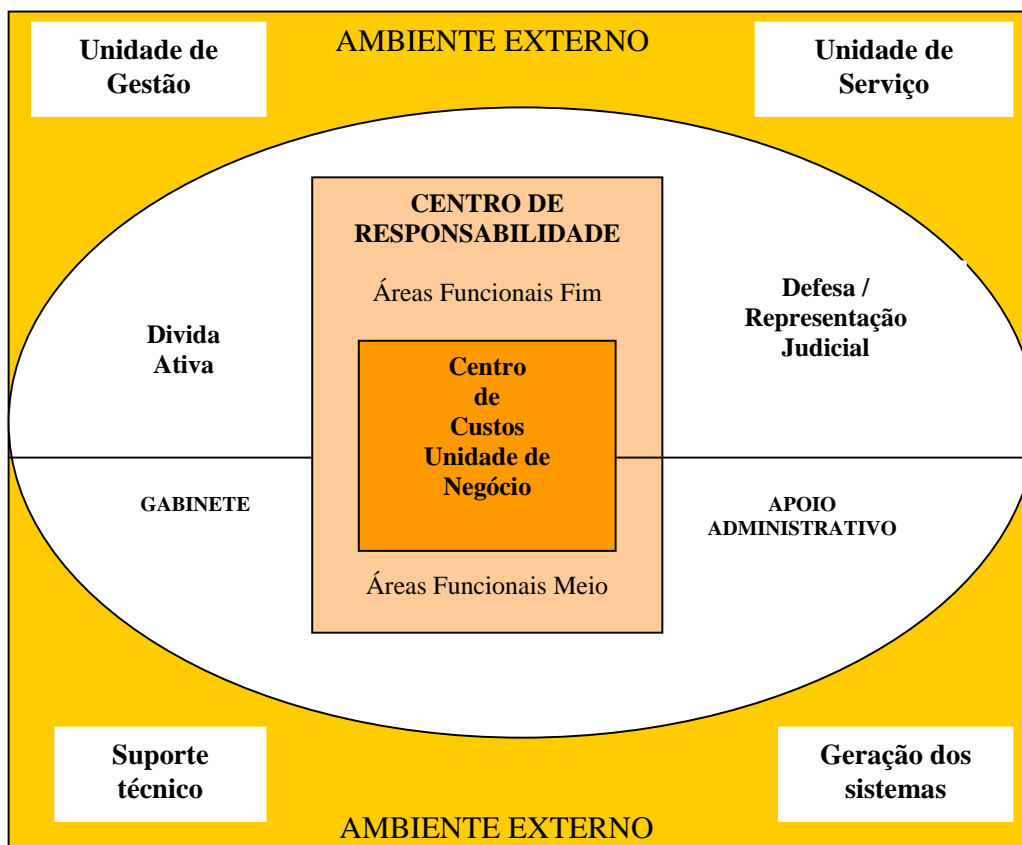 AMBIENTE EXTERNO
Unidade de
Gestão
Unidade de
Serviço
CENTRO DE
RESPONSABILIDADE
Áreas Funcionais Fim
Divida
Ativa
Defesa /
Representação
Judicial
Centro
de
Custos
Unidade de
Negócio
GABINETE
APOIO
ADMINISTRATIVO
Áreas Funcionais Meio
Suporte
técnico
Geração dos
sistemas
AMBIENTE EXTERNO